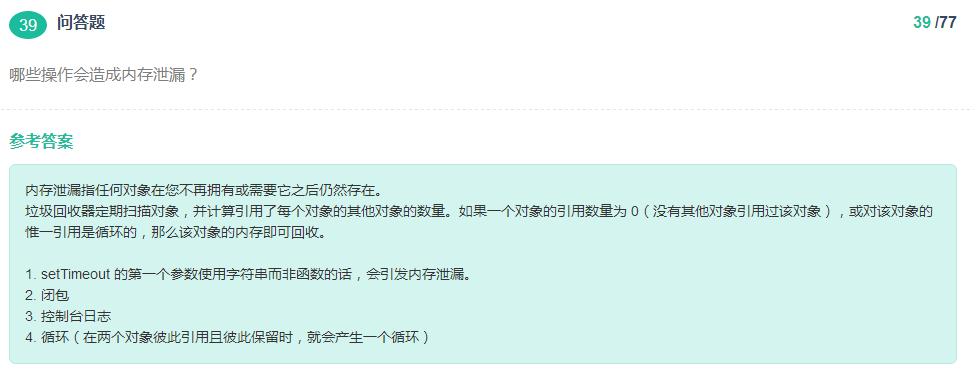 39 问答题 39 /77
哪些操作会造成内存泄漏？
参考答案
内存泄漏指任何对象在您不再拥有或需要它之后仍然存在。
垃圾回收器定期扫描对象，并计算引用了每个对象的其他对象的数量。如果一个对象的引用数量为 0（没有其他对象引用过该对象），或对该对象的
惟一引用是循环的，那么该对象的内存即可回收。
1. setTimeout 的第一个参数使用字符串而非函数的话，会引发内存泄漏。
2. 闭包
3. 控制台日志
4. 循环（在两个对象彼此引用且彼此保留时，就会产生一个循环）